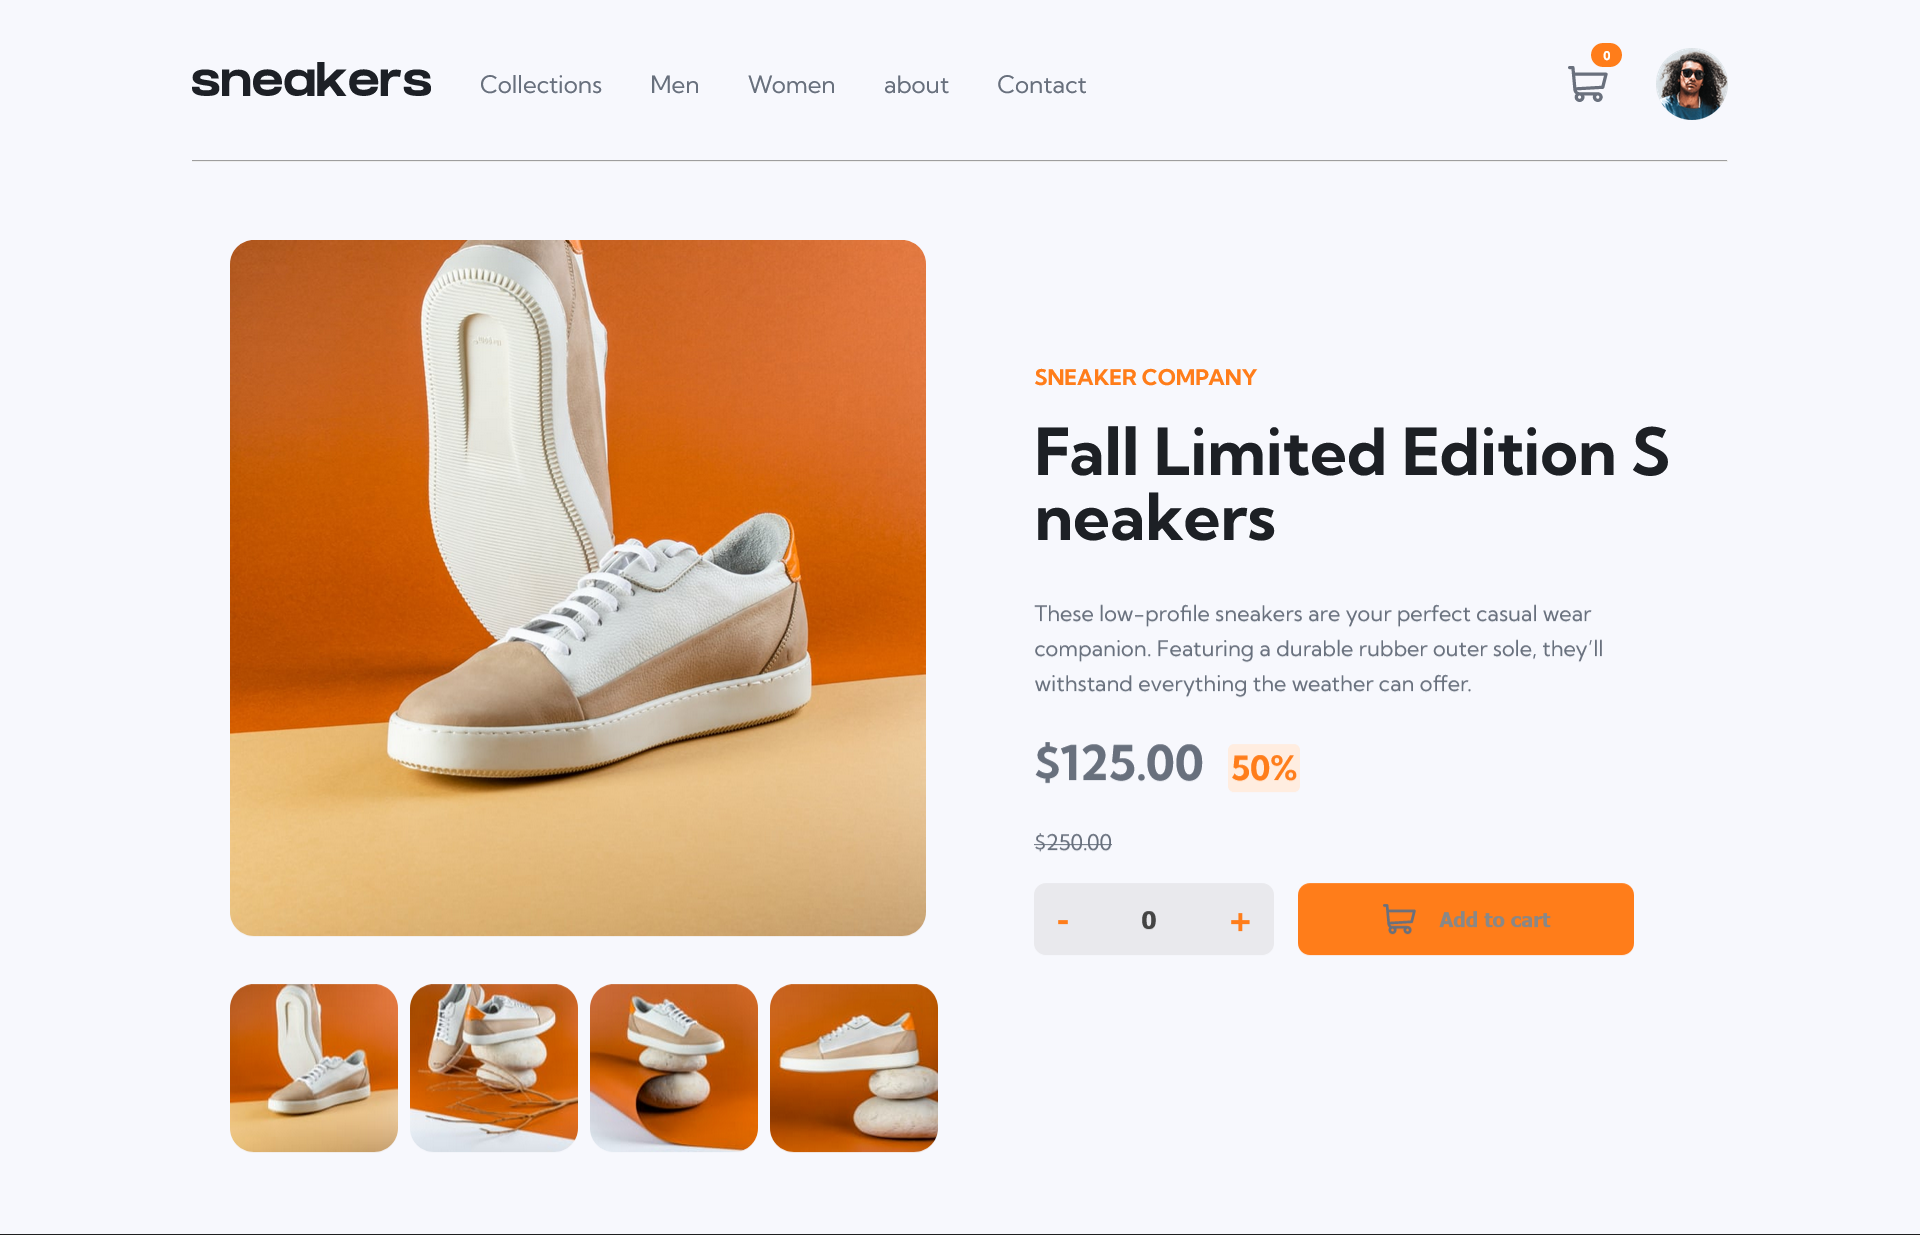 sneakers
Collections
Men
Women
about
Contact
0
SNEAKER COMPANY
Fall Limited Edition S
neakers
These low-profile sneakers are your perfect casual wear
companion. Featuring a durable rubber outer sole, they’ll
withstand everything the weather can offer.
$125.00
50%
$250.00
- 0 +
Add to cart